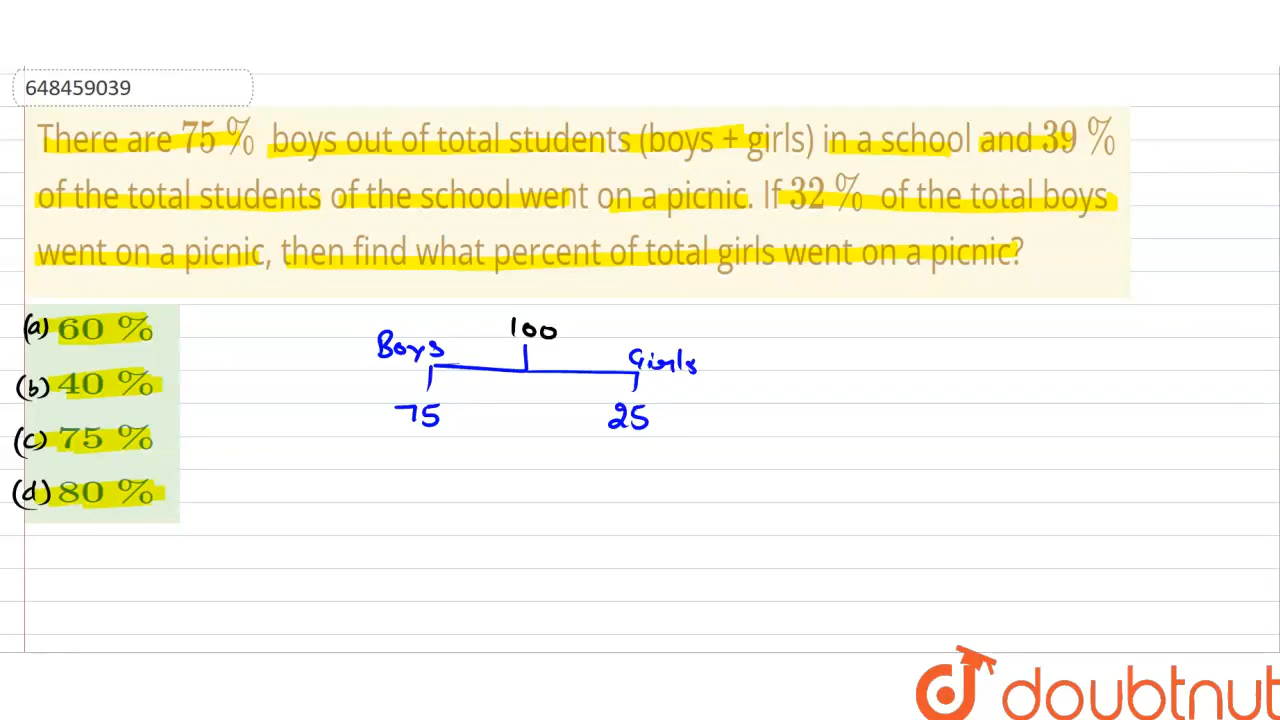 648459039
There are 75 % boys out of total students (boys + girls) in a school and 39 %
of the total students of the school went on a picnic. If 32 % of the total boys
went on a picnic, then find what percent of total girls went on a picnic?
(a) 60 %
(b) 40 %
(c) 75 %
(d) 80 %
100
Boys Girls
75 25
doubtnut